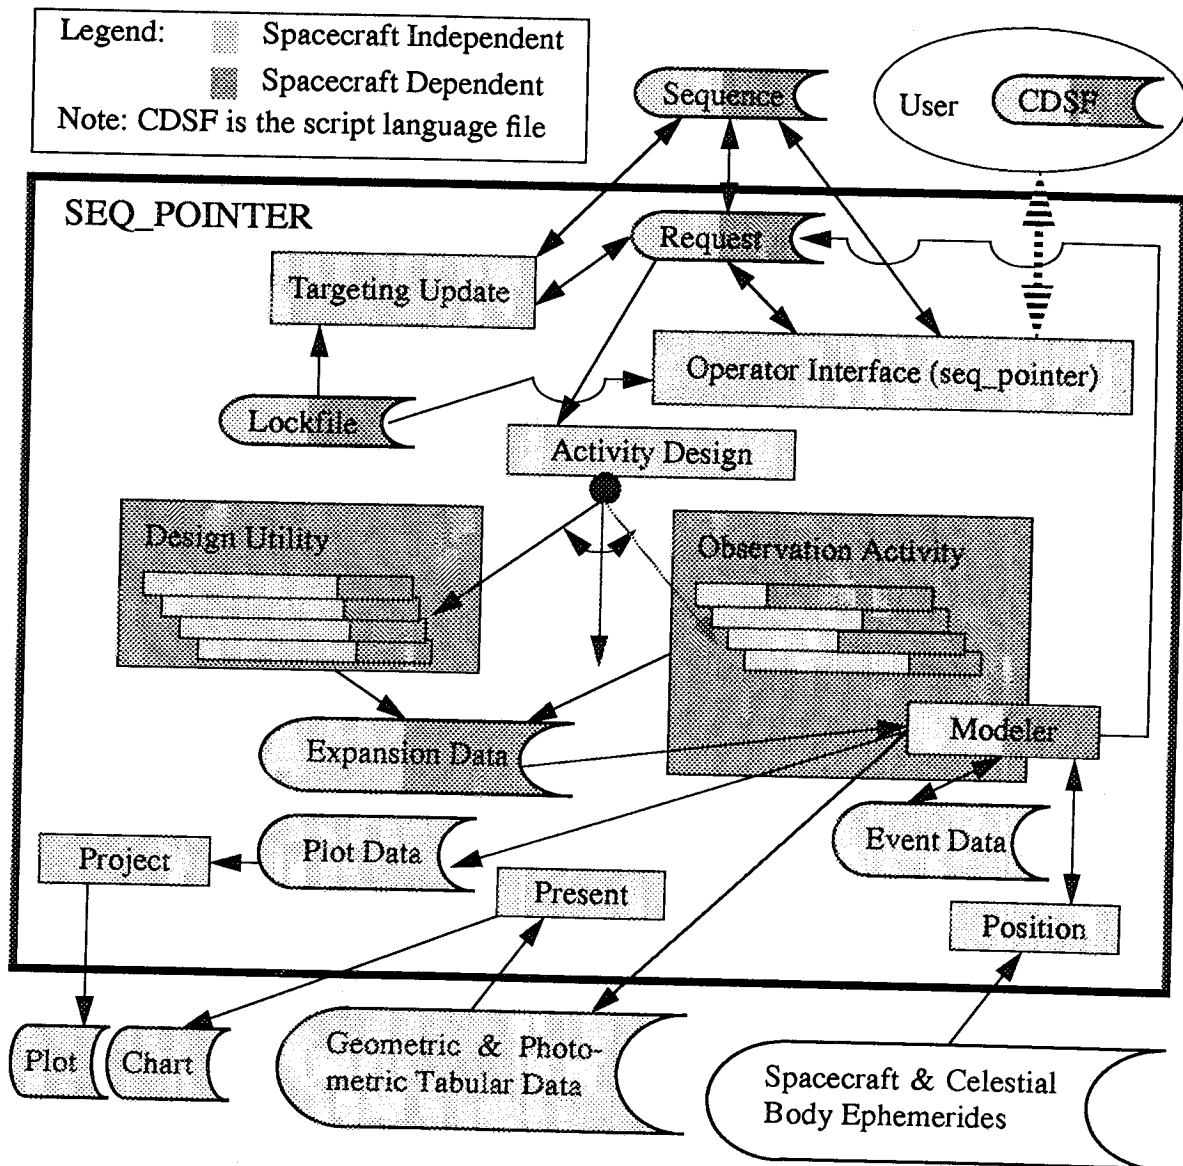 Legend:
Spacecraft Independent
Spacecraft Dependent
Note: CDSF is the script language file
Sequence
User
CDSF
SEQ_POINTER
Request
Targeting Update
Operator Interface (seq_pointer)
Lockfile
Activity Design
Design Utility
Observation Activity
Modeler
Expansion Data
Event Data
Plot Data
Project
Present
Position
Plot
Chart
Geometric & Photo-
metric Tabular Data
Spacecraft & Celestial
Body Ephemerides